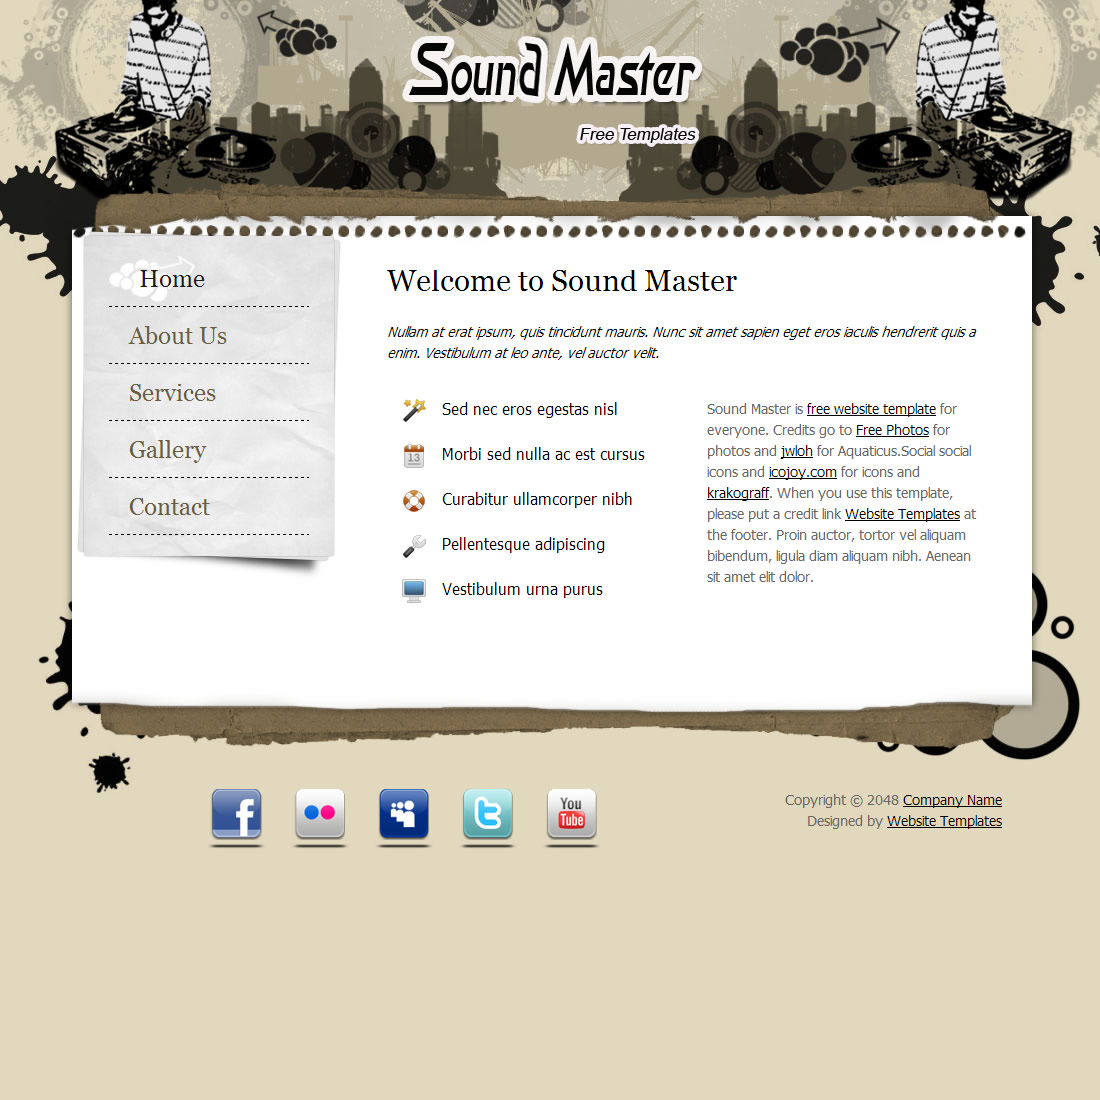 Sound Master
Free Templates
Home
About Us
Services
Gallery
Contact
Welcome to Sound Master
Nullam at erat ipsum, quis tincidunt mauris. Nunc sit amet sapien eget eros iaculis hendrerit quis a
enim. Vestibulum at leo ante, vel auctor velit.
Sed nec eros egestas nisl
13
Morbi sed nulla ac est cursus
Curabitur ullamcorper nibh
Pellentesque adipiscing
Vestibulum urna purus
Sound Master is free website template for
everyone. Credits go to Free Photos for
photos and jwloh for Aquaticus.Social social
icons and icojoy.com for icons and
krakograff. When you use this template,
please put a credit link Website Templates at
the footer. Proin auctor, tortor vel aliquam
bibendum, ligula diam aliquam nibh. Aenean
sit amet elit dolor.
f
t
You
Tube
Copyright © 2048 Company Name
Designed by Website Templates